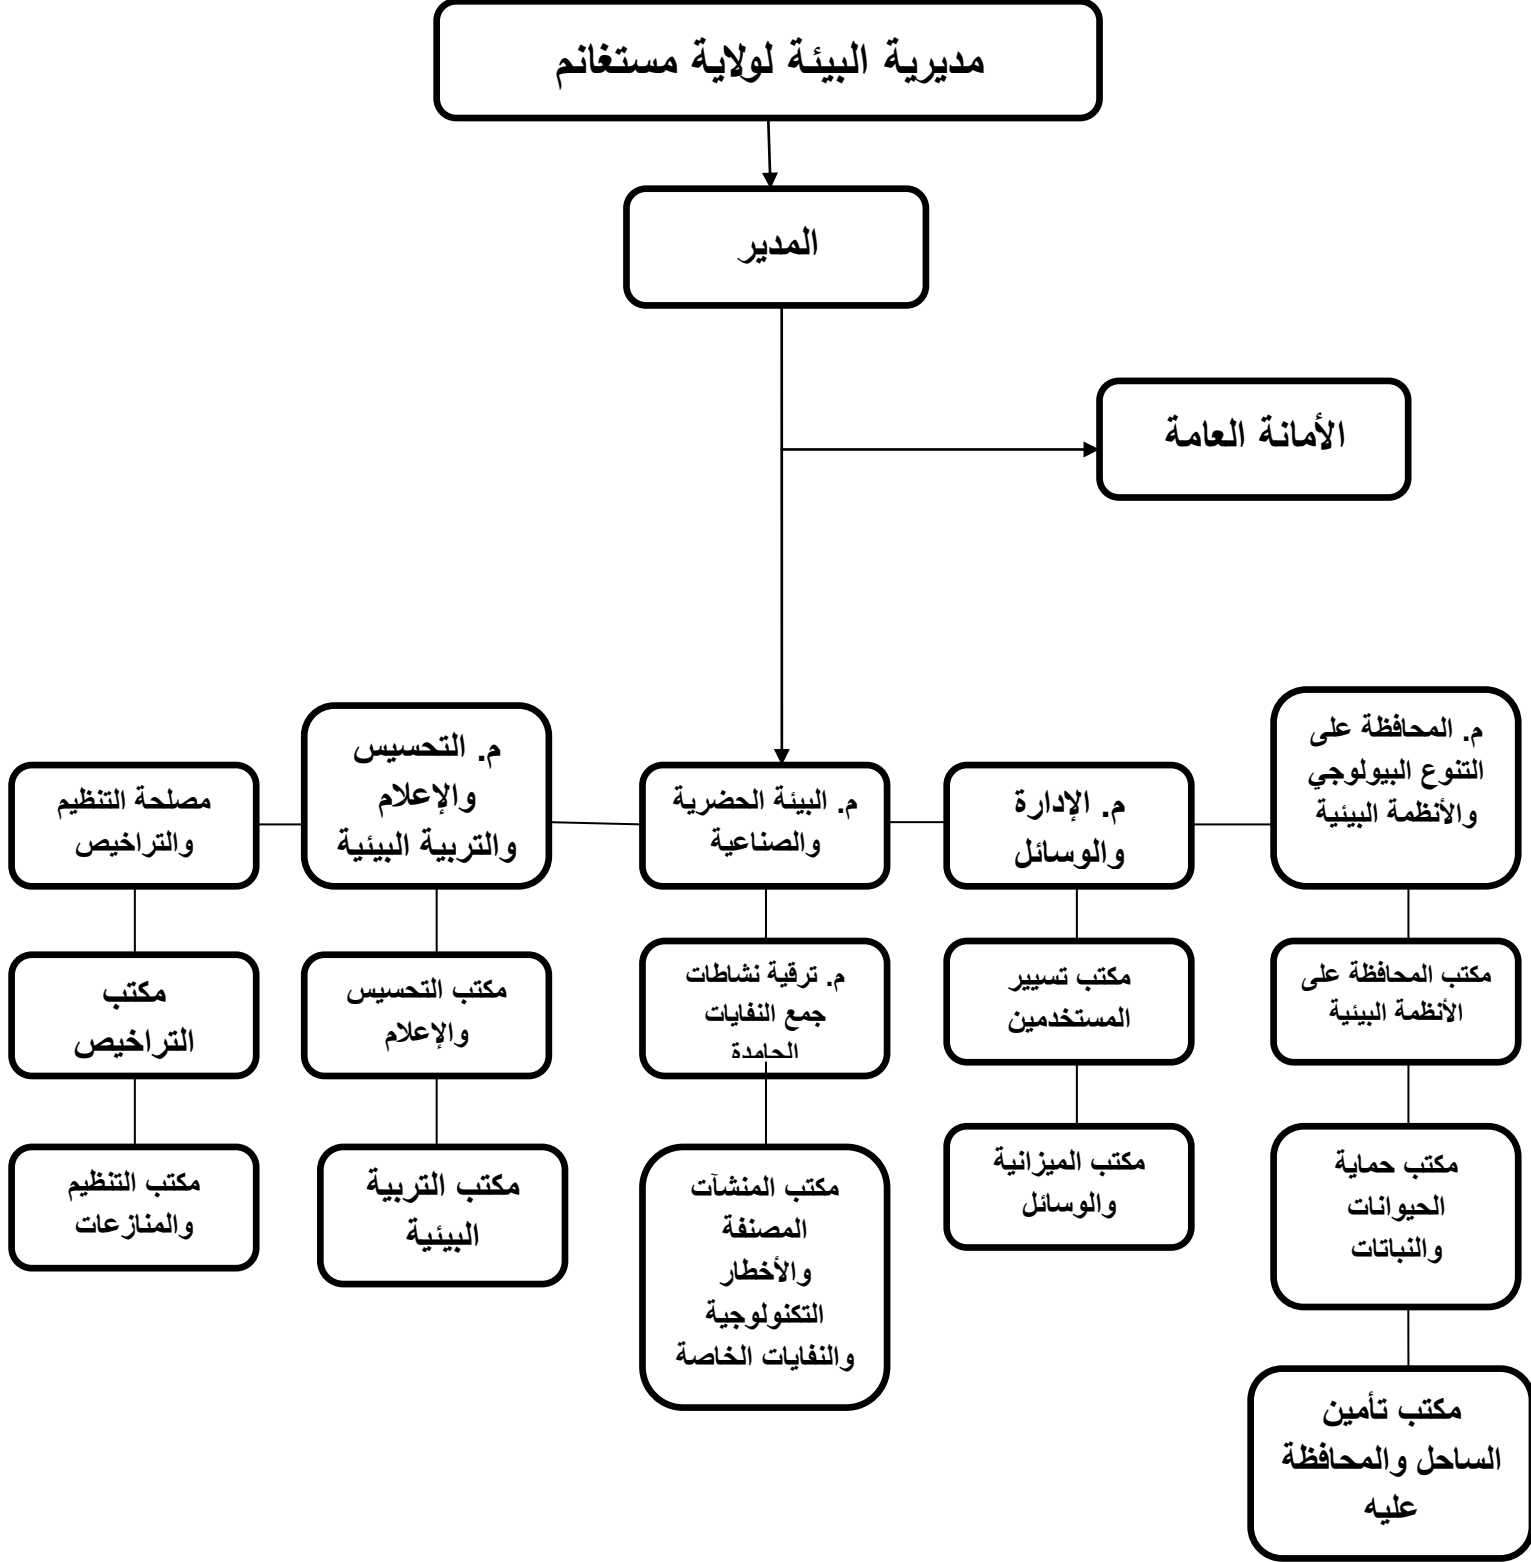 مديرية البيئة لولاية مستغانم
المدير
الأمانة العامة
م. المحافظة على
التنوع البيولوجي
والأنظمة البيئية
م. الإدارة
والوسائل
م. البيئة الحضرية
والصناعية
م. التحسيس
والإعلام
والتربية البيئية
مصلحة التنظيم
والتراخيص
مكتب المحافظة على
الأنظمة البيئية
مكتب تسيير
المستخدمين
م. ترقية نشاطات
جمع النفايات
الجامدة
مكتب التحسيس
والإعلام
مكتب
التراخيص
مكتب حماية
الحيوانات
والنباتات
مكتب الميزانية
والوسائل
مكتب المنشآت
المصنفة
والأخطار
التكنولوجية
والنفايات الخاصة
مكتب التربية
البيئية
مكتب التنظيم
والمنازعات
مكتب تأمين
الساحل والمحافظة
عليه